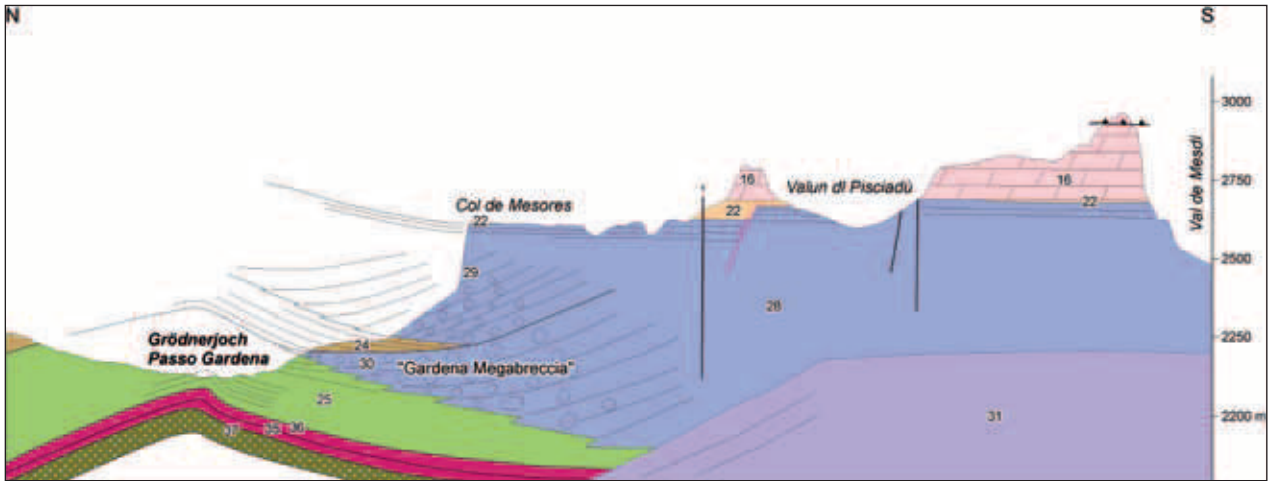 N
S
3000
Val de Mesdì
16
2750
Valun dl Pisciadù
16
22
22
Col de Mesores
22
29
2500
28
Grödnerjoch
Passo Gardena
24
2250
30
"Gardena Megabreccia"
25
31
2200 m
37
35
36